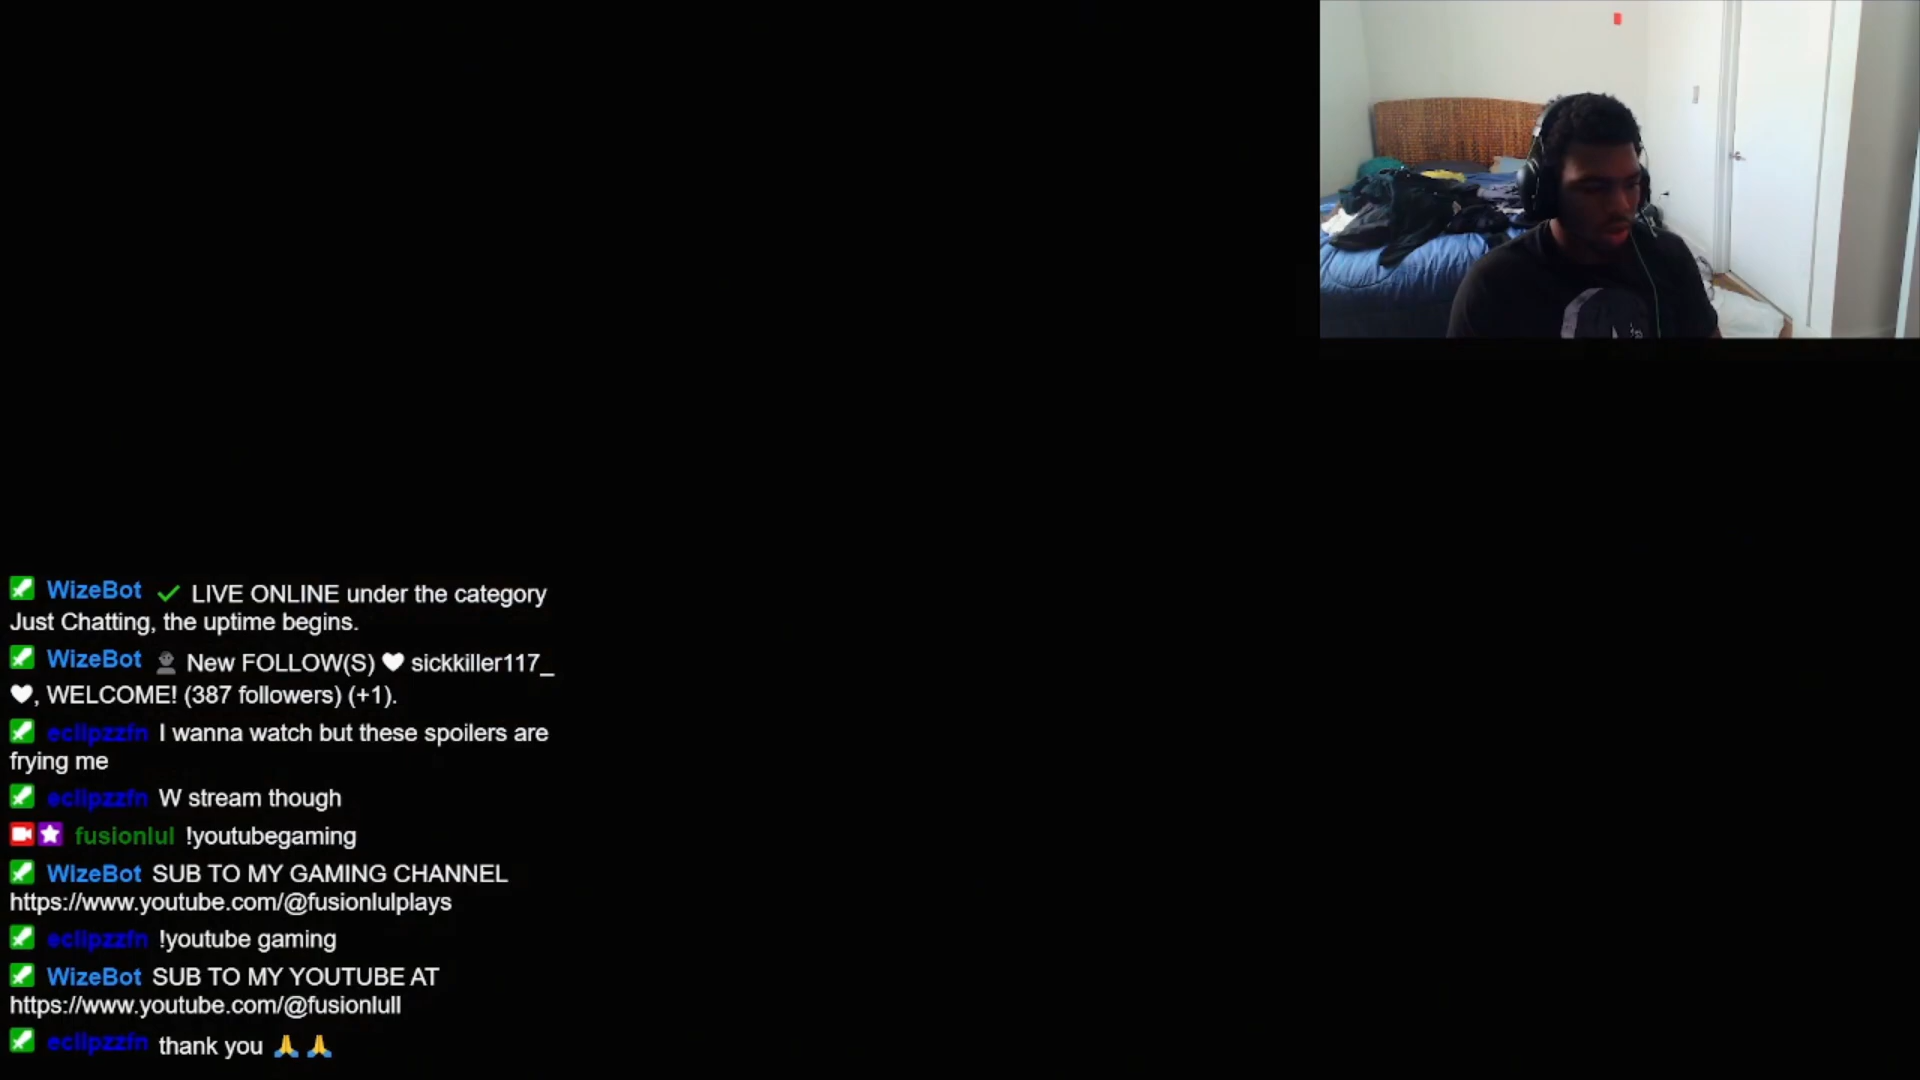 WizeBot ✓ LIVE ONLINE under the category
Just Chatting, the uptime begins.
WizeBot New FOLLOW(S) ♥ sickkiller117_
♥, WELCOME! (387 followers) (+1).
eclipzzfn I wanna watch but these spoilers are
frying me
eclipzzfn W stream though
fusionlul !youtubegaming
WizeBot SUB TO MY GAMING CHANNEL
https://www.youtube.com/@fusionlulplays
eclipzzfn !youtube gaming
WizeBot SUB TO MY YOUTUBE AT
https://www.youtube.com/@fusionlull
eclipzzfn thank you 🙏 🙏